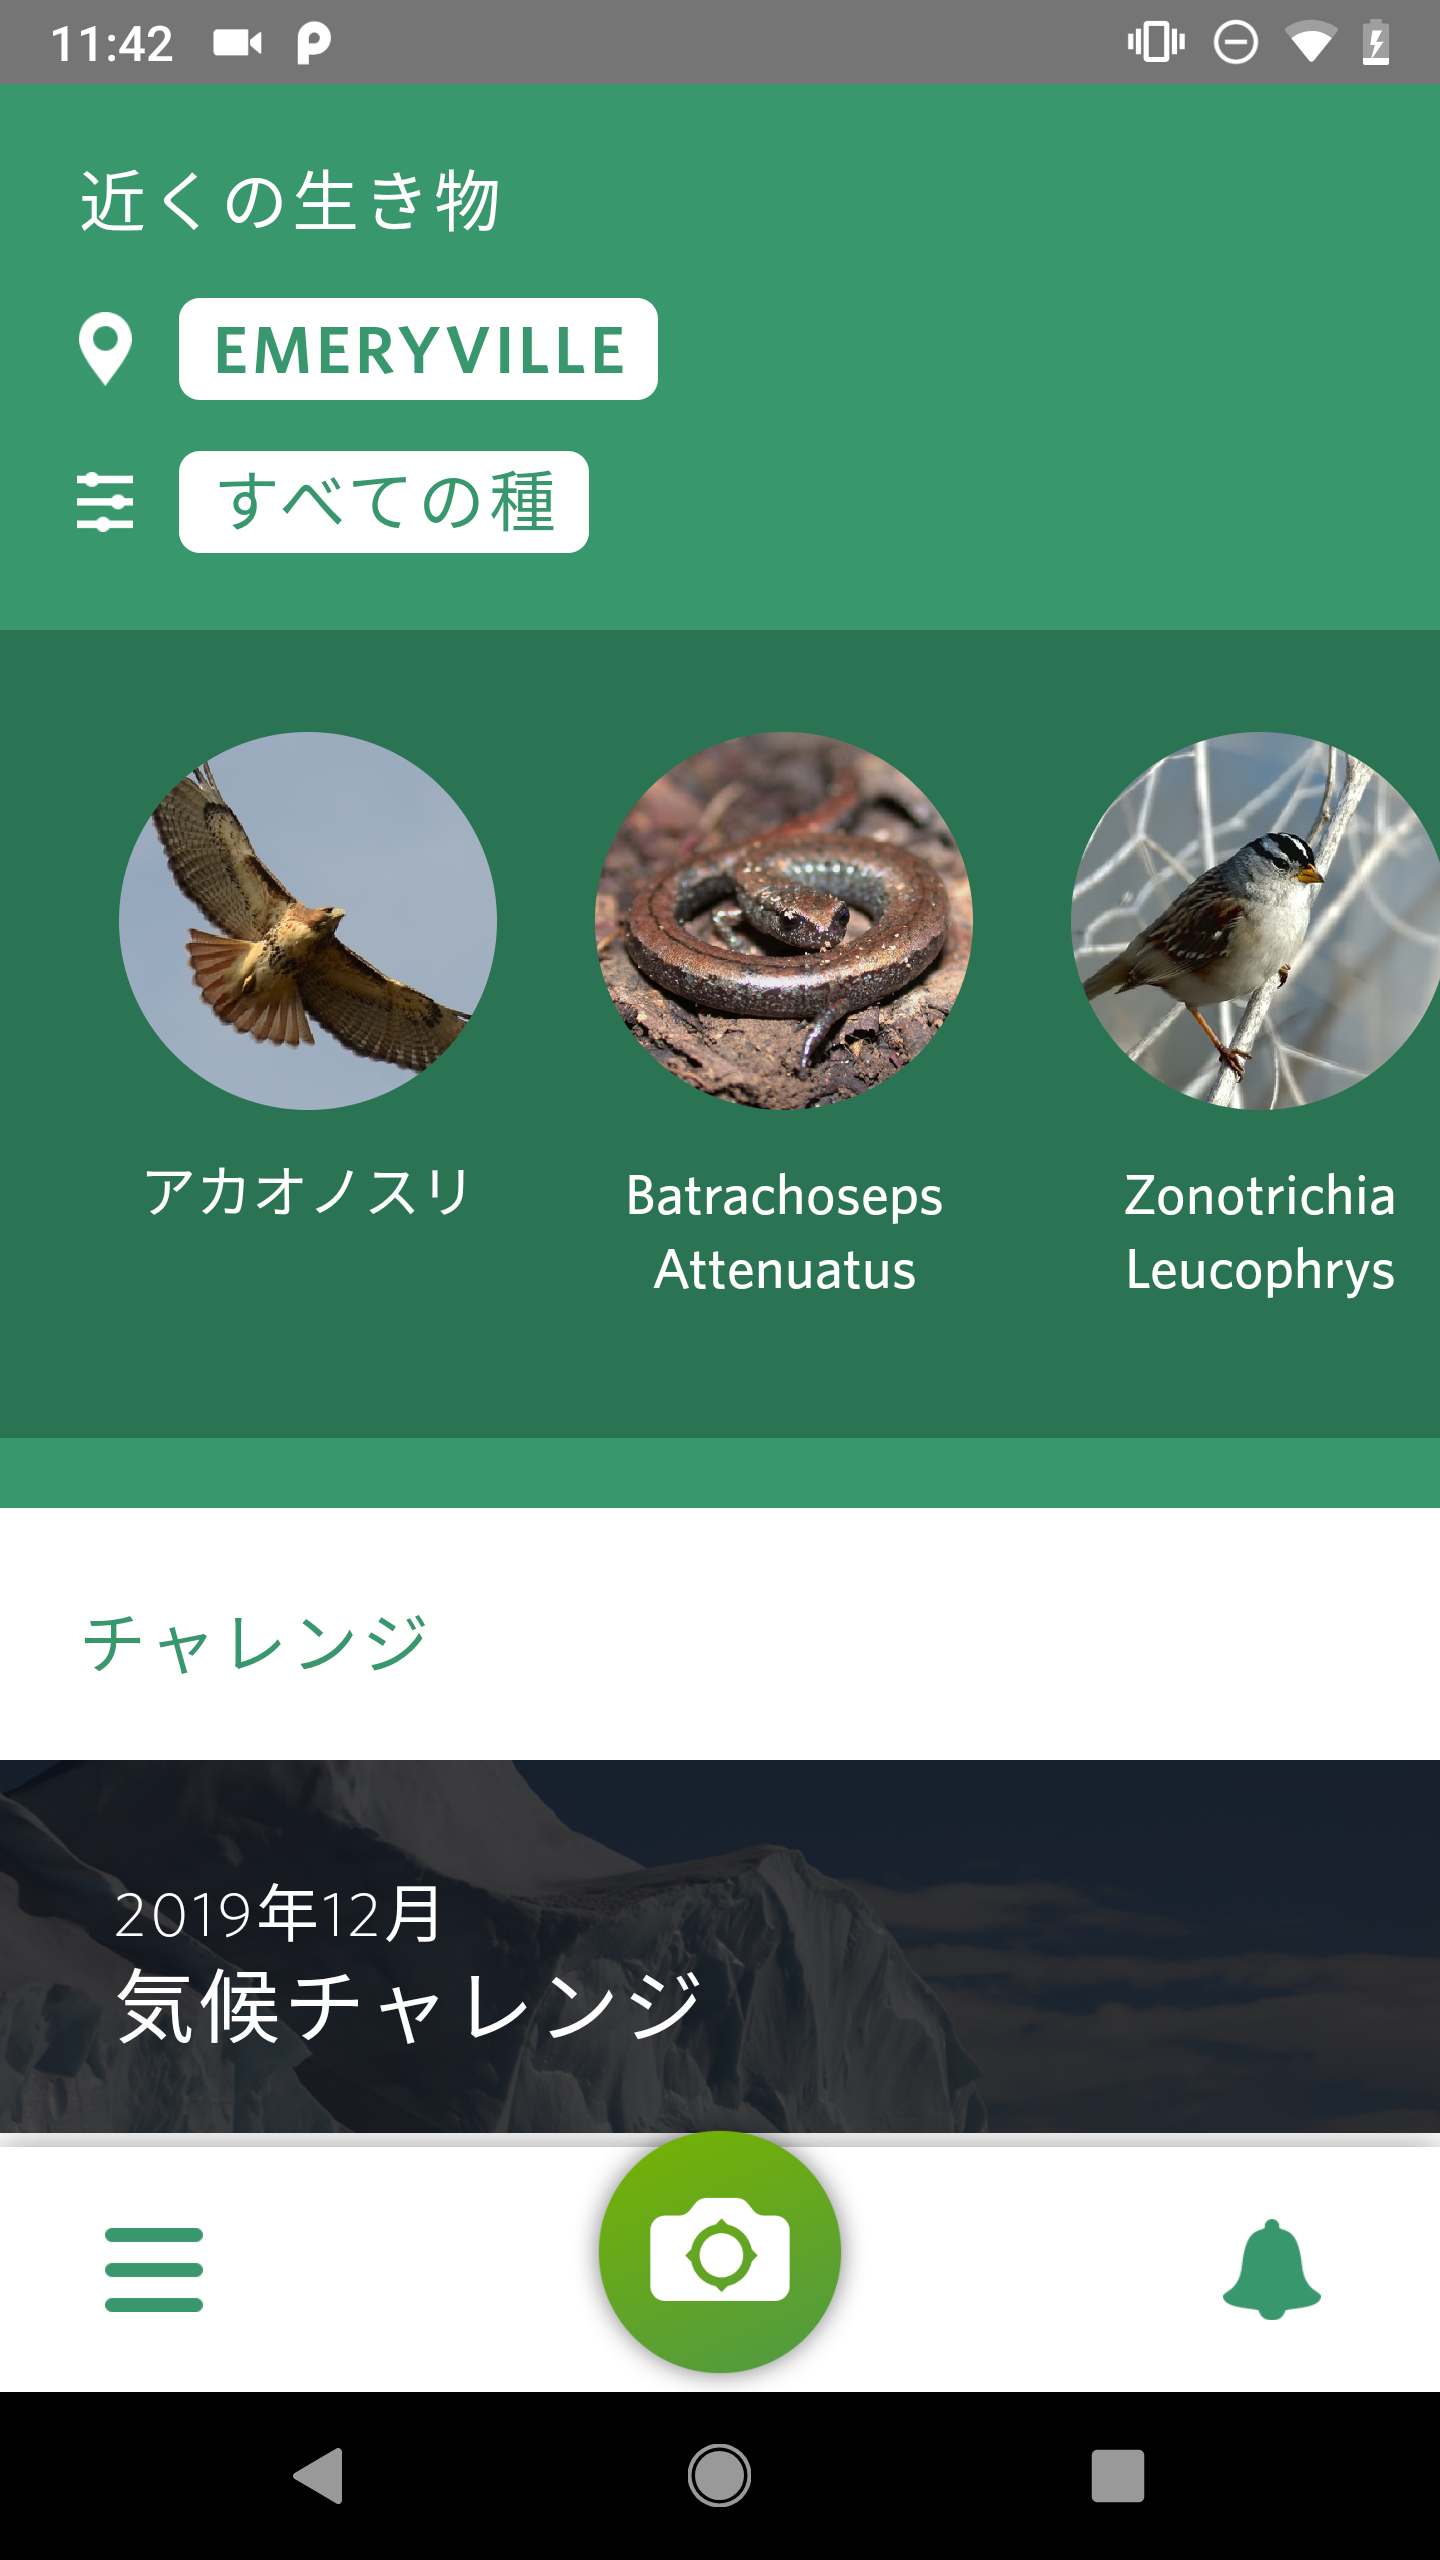 11:42
近くの生き物
EMERYVILLE
すべての種
アカオノスリ
Batrachoseps
Attenuatus
Zonotrichia
Leucophrys
チャレンジ
2019年12月
気候チャレンジ